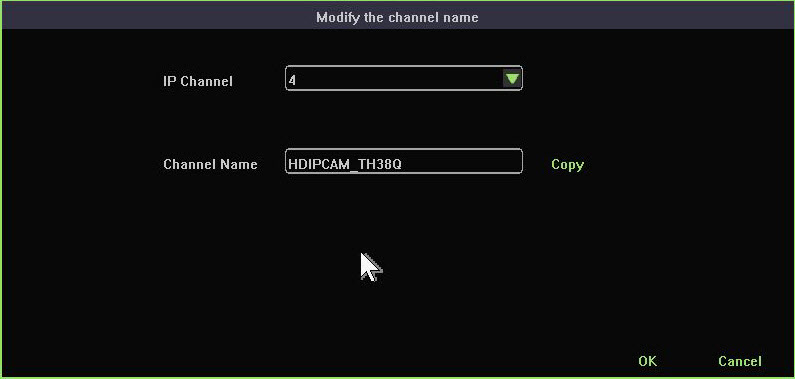 Modify the channel name
IP Channel 4
Channel Name HDIPCAM_TH38Q Copy
OK Cancel